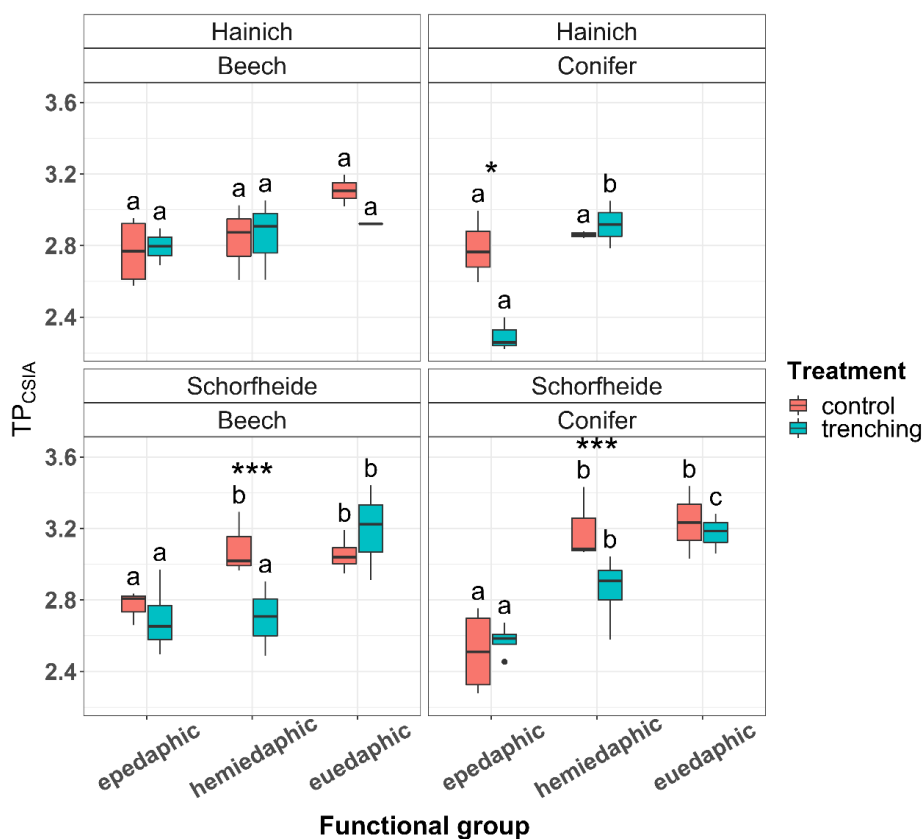 Hainich
Hainich
Beech
Conifer
3.6
3.2
2.8
2.4
a
a
a
a
a
a
*
a
a
a
b
Schorfheide
Schorfheide
Beech
Conifer
3.6
3.2
2.8
2.4
a
a
***
b
a
b
b
a
a
***
b
b
b
c
TPCSIA
Treatment
control
trenching
epedaphic
hemiedaphic
euedaphic
epedaphic
hemiedaphic
euedaphic
Functional group